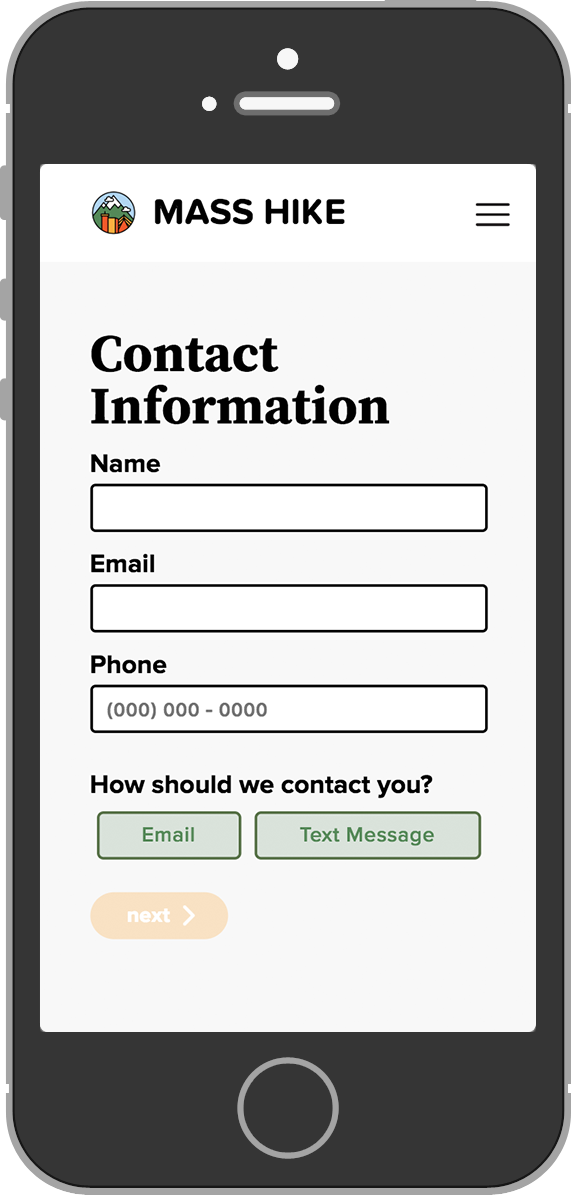 MASS HIKE
Contact
Information
Name
Email
Phone
(000) 000 - 0000
How should we contact you?
Email Text Message
next